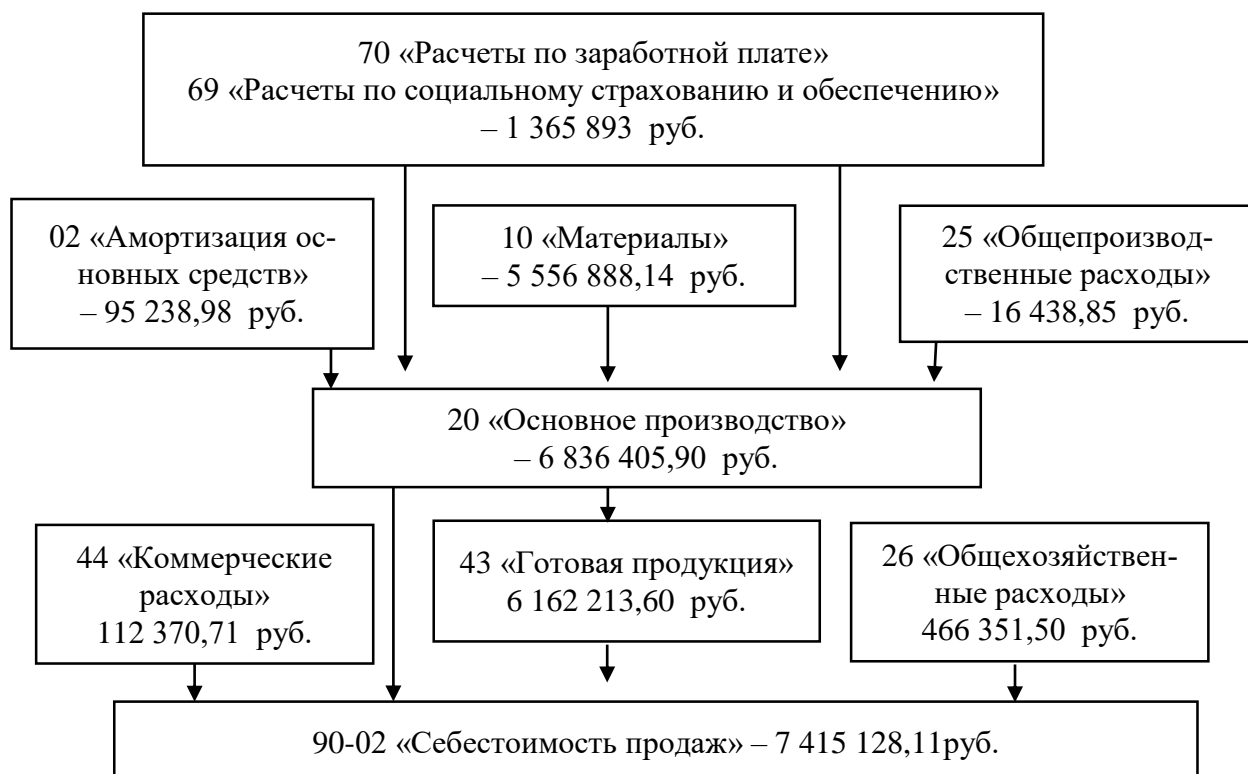 70 «Расчеты по заработной плате»
69 «Расчеты по социальному страхованию и обеспечению»
– 1 365 893 руб.
02 «Амортизация ос-
новных средств»
– 95 238,98 руб.
10 «Материалы»
– 5 556 888,14 руб.
25 «Общепроизвод-
ственные расходы»
– 16 438,85 руб.
20 «Основное производство»
– 6 836 405,90 руб.
44 «Коммерческие
расходы»
112 370,71 руб.
43 «Готовая продукция»
6 162 213,60 руб.
26 «Общехозяйствен-
ные расходы»
466 351,50 руб.
90-02 «Себестоимость продаж» – 7 415 128,11руб.